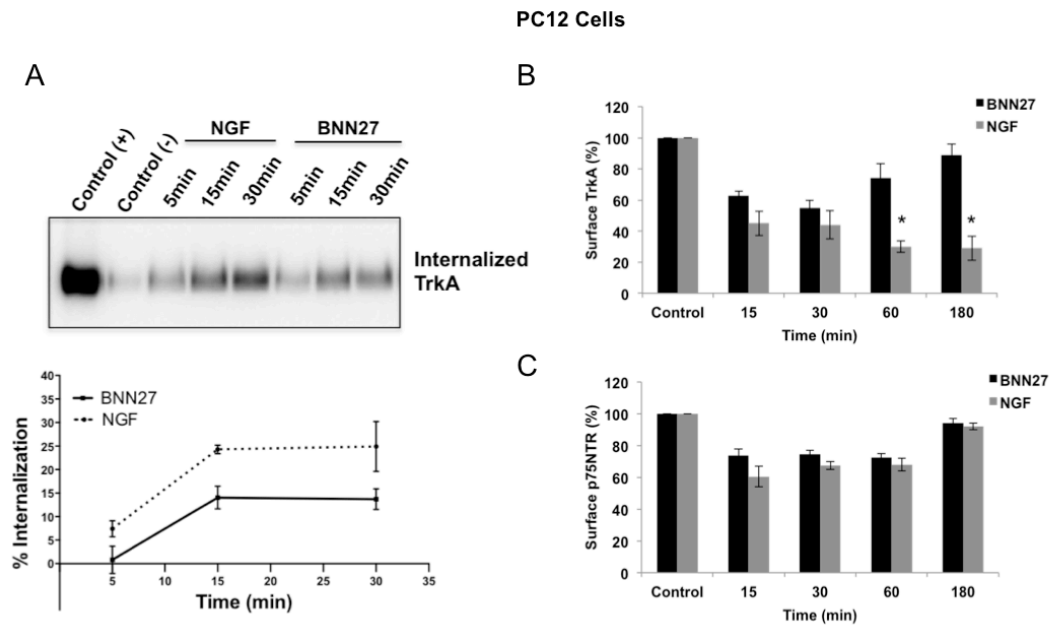 PC12 Cells
A
Control (+)
Control (-)
NGF
5min
15min
30min
BNN27
5min
15min
30min
Internalized
TrkA
40
35
30
25
20
15
10
5
0
% Internalization
BNN27
NGF
5
10
15
20
25
30
35
Time (min)
B
120
100
80
60
40
20
0
Surface TrkA (%)
BNN27
NGF
*
*
Control
15
30
60
180
Time (min)
C
120
100
80
60
40
20
0
Surface p75NTR (%)
BNN27
NGF
Control
15
30
60
180
Time (min)